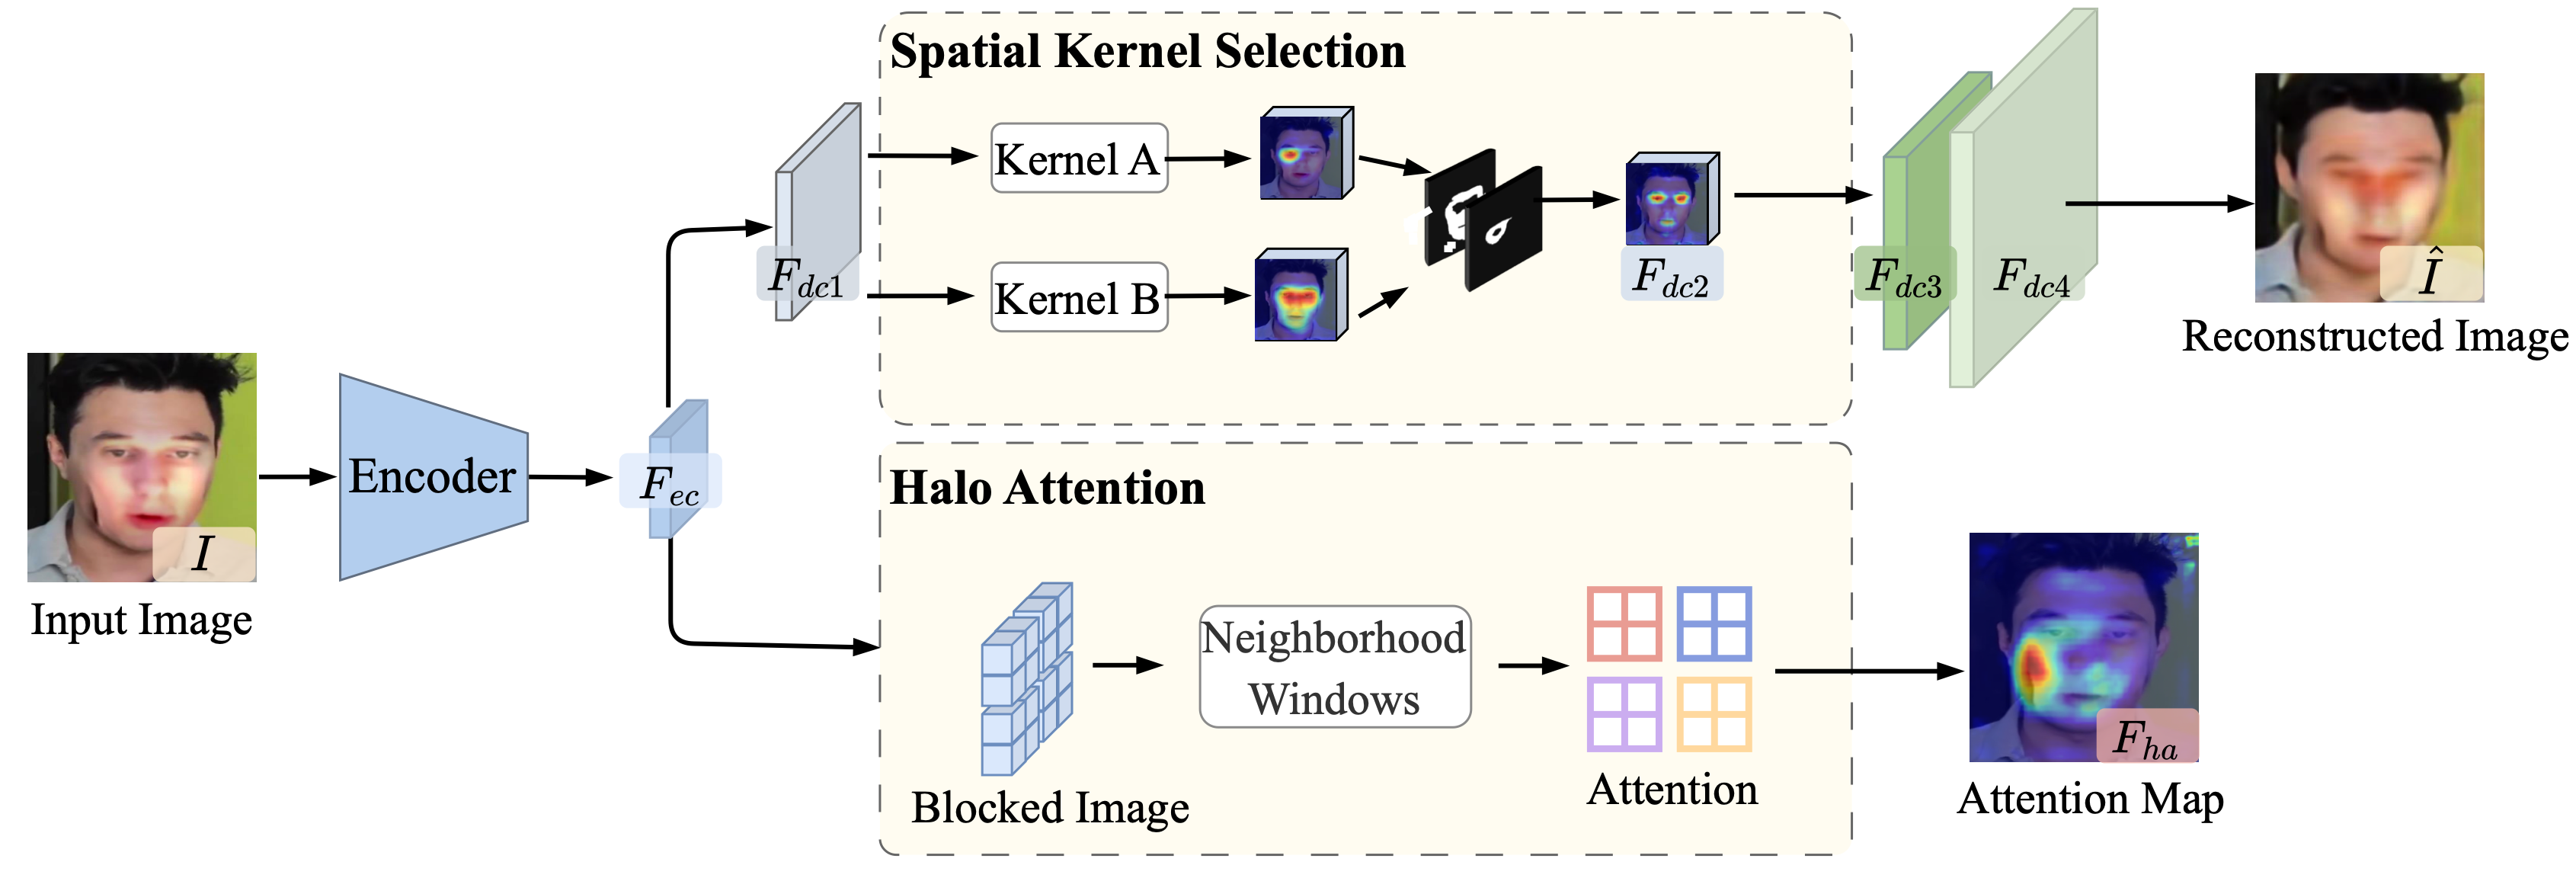 Spatial Kernel Selection
Kernel A
Kernel B
F_{dc1}
F_{dc2}
F_{dc3}
F_{dc4}
Î
Reconstructed Image
I
Input Image
Encoder
F_{ec}
Halo Attention
Blocked Image
Neighborhood
Windows
Attention
F_{ha}
Attention Map